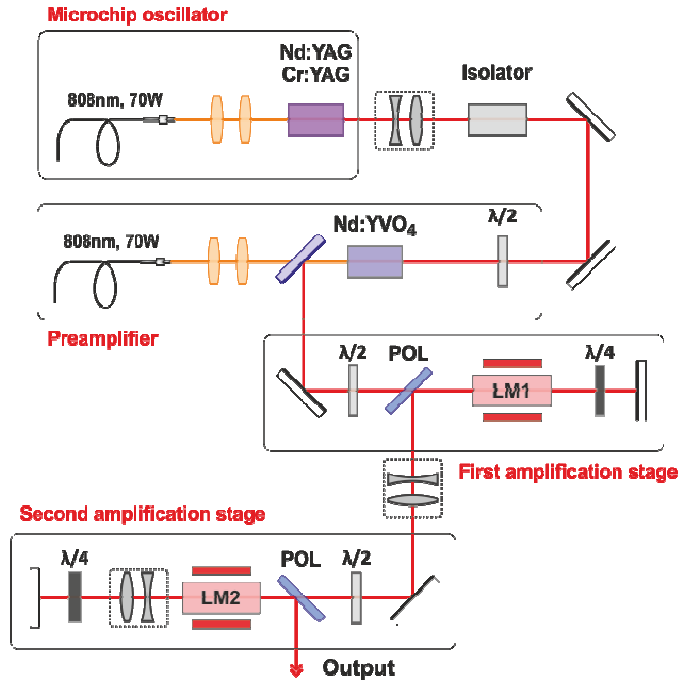 Microchip oscillator
Nd:YAG
Cr:YAG
Isolator
808nm, 70W
λ/2
Nd:YVO₄
808nm, 70W
Preamplifier
λ/2
POL
λ/4
LM1
First amplification stage
Second amplification stage
λ/4
POL
λ/2
LM2
Output